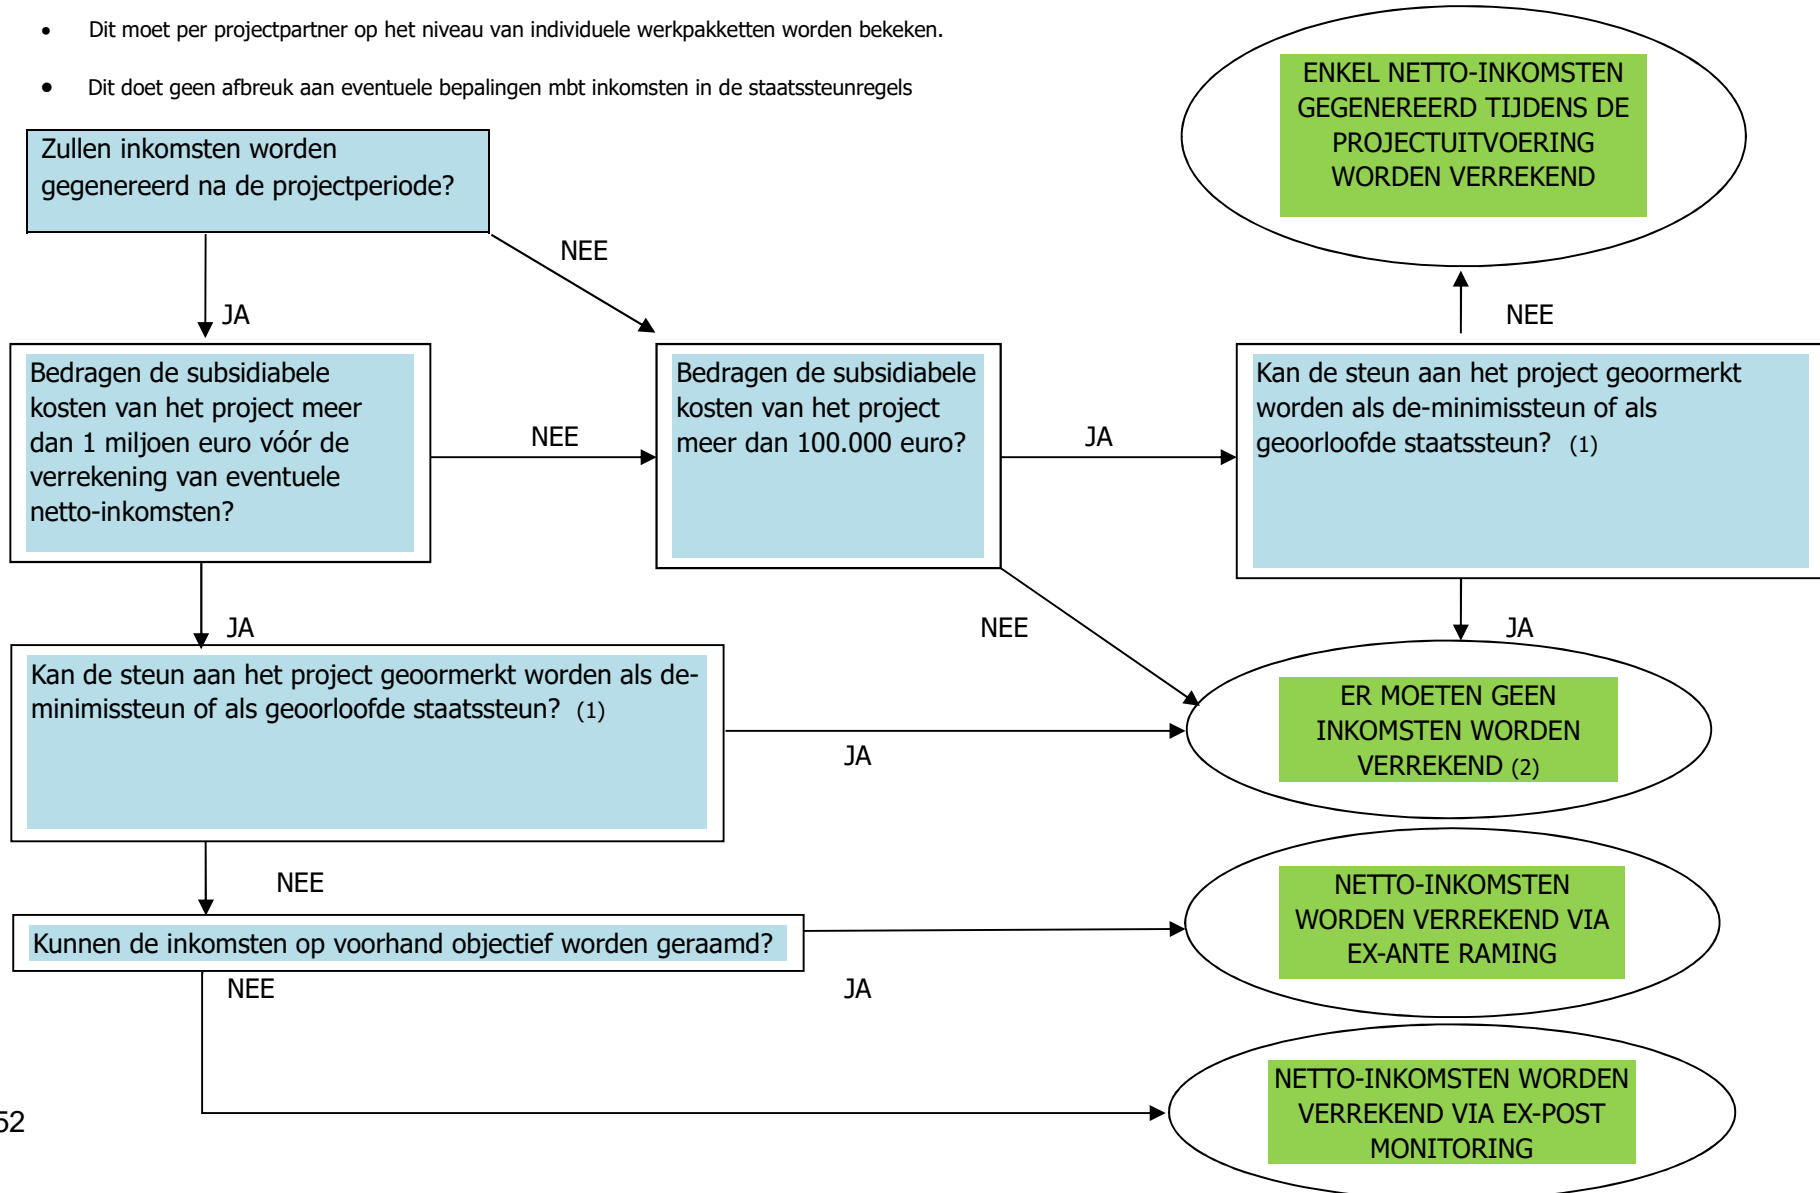 • Dit moet per projectpartner op het niveau van individuele werkpakketten worden bekeken.
• Dit doet geen afbreuk aan eventuele bepalingen mbt inkomsten in de staatssteunregels
ENKEL NETTO-INKOMSTEN
GEGENEREERD TIJDENS DE
PROJECTUITVOERING
WORDEN VERREKEND
Zullen inkomsten worden
gegenereerd na de projectperiode?
NEE
JA
NEE
Bedragen de subsidiabele
kosten van het project meer
dan 1 miljoen euro vóór de
verrekening van eventuele
netto-inkomsten?
NEE
Bedragen de subsidiabele
kosten van het project
meer dan 100.000 euro?
JA
Kan de steun aan het project geoormerkt
worden als de-minimissteun of als
geoorloofde staatssteun? (1)
JA
NEE
JA
Kan de steun aan het project geoormerkt worden als de-
minimissteun of als geoorloofde staatssteun? (1)
JA
ER MOETEN GEEN
INKOMSTEN WORDEN
VERREKEND (2)
NEE
Kunnen de inkomsten op voorhand objectief worden geraamd?
NETTO-INKOMSTEN
WORDEN VERREKEND VIA
EX-ANTE RAMING
NEE
JA
NETTO-INKOMSTEN WORDEN
VERREKEND VIA EX-POST
MONITORING
52